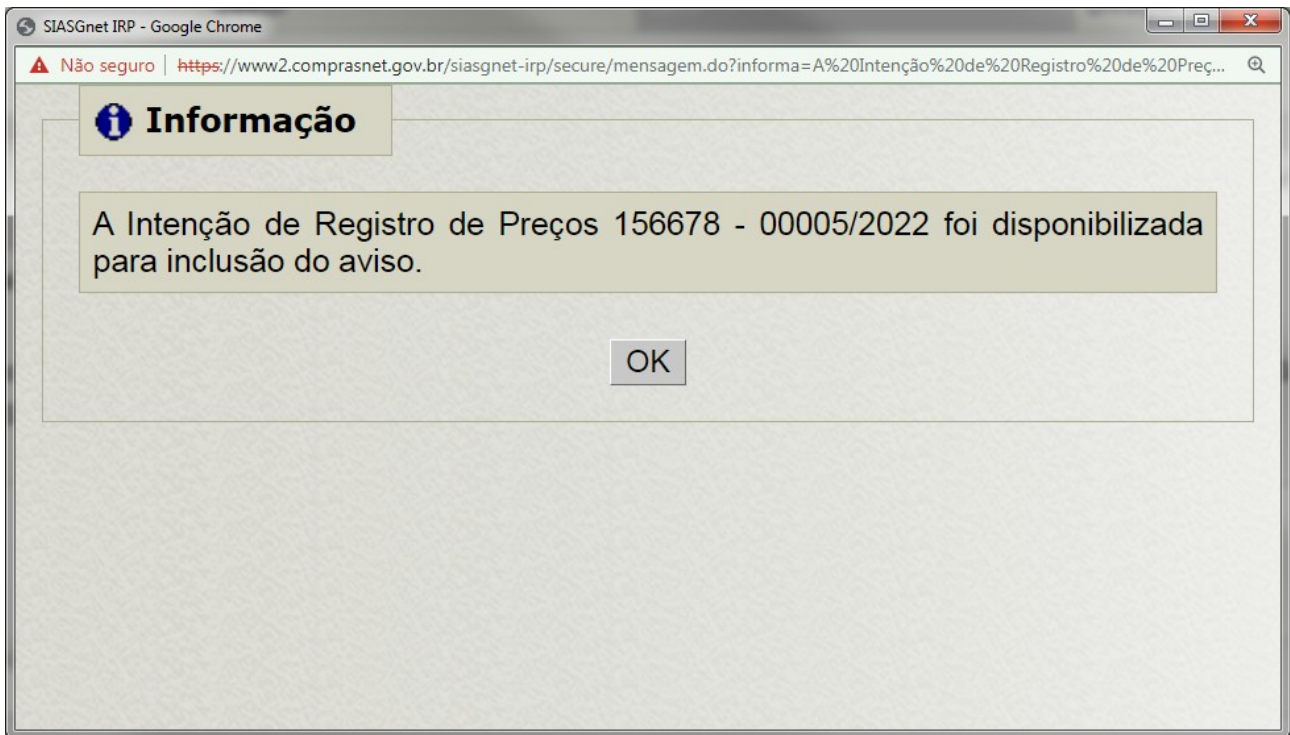 SIASGnet IRP - Google Chrome
Não seguro | https://www2.comprasnet.gov.br/siasgnet-irp/secure/mensagem.do?informa=A%20Intenção%20de%20Registro%20de%20Preç...
Informação
A Intenção de Registro de Preços 156678 - 00005/2022 foi disponibilizada
para inclusão do aviso.
OK